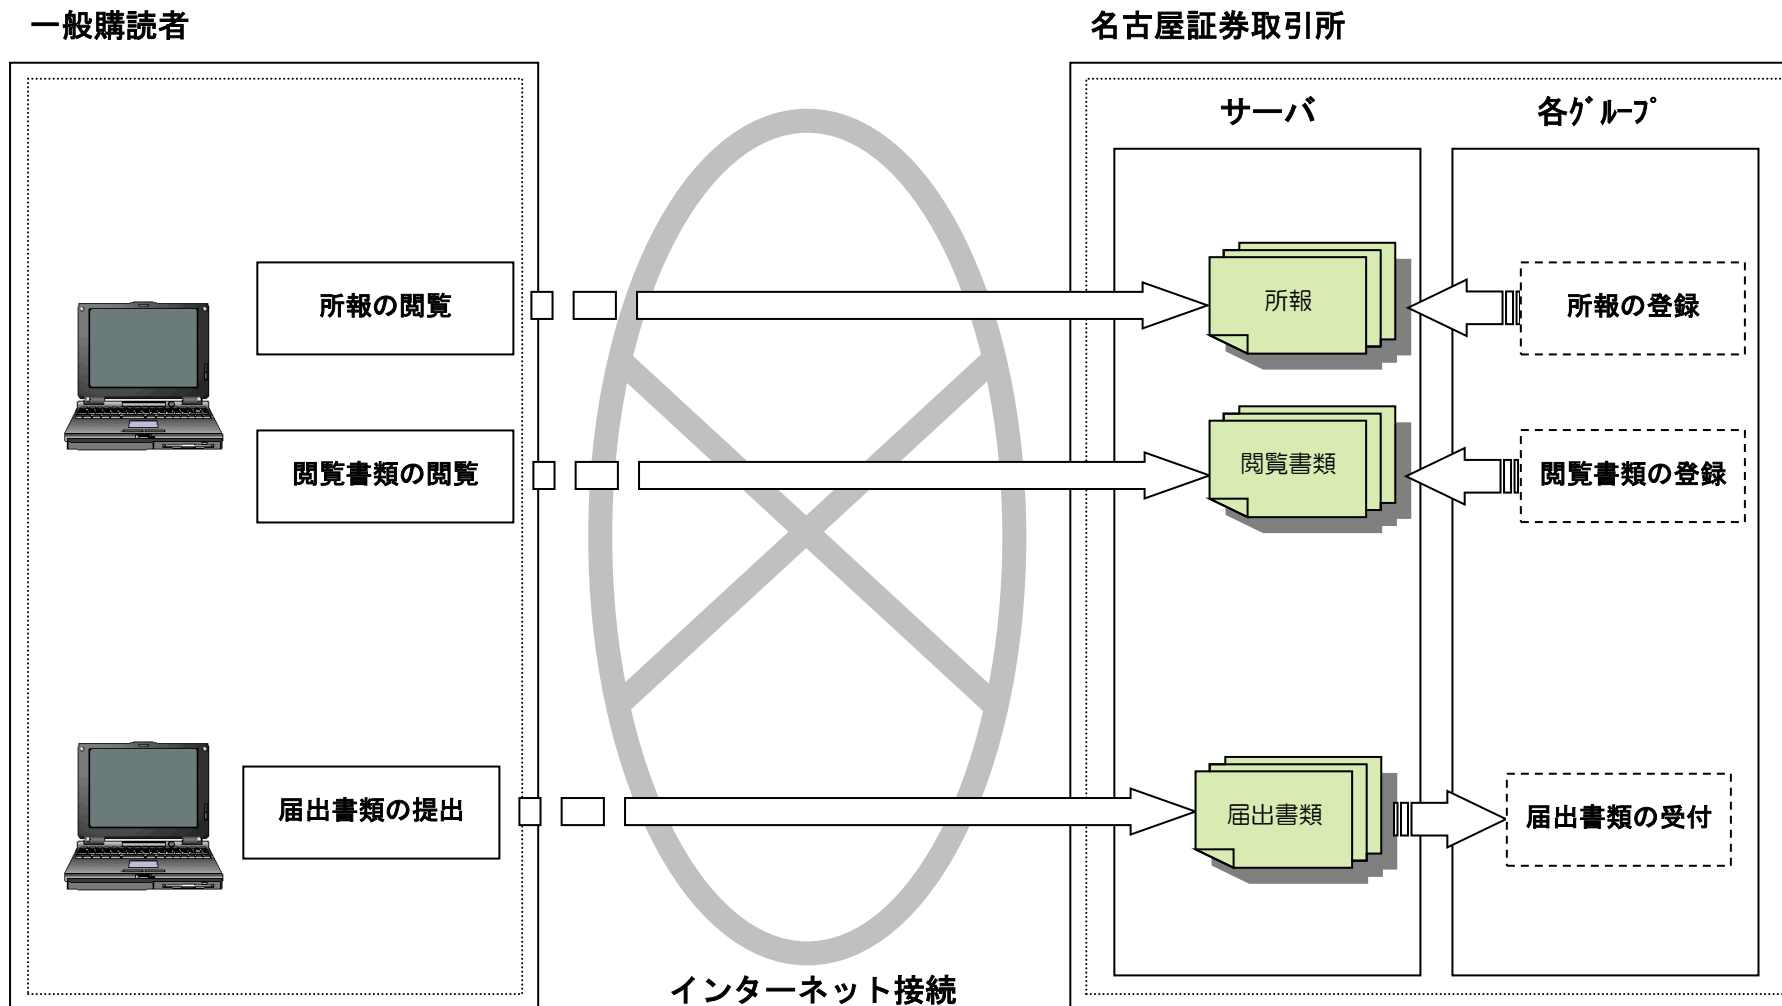 一般購読者
名古屋証券取引所
サーバ
各ｸﾞﾙｰﾌﾟ
所報の閲覧
所報
所報の登録
閲覧書類の閲覧
閲覧書類
閲覧書類の登録
届出書類の提出
届出書類
届出書類の受付
インターネット接続